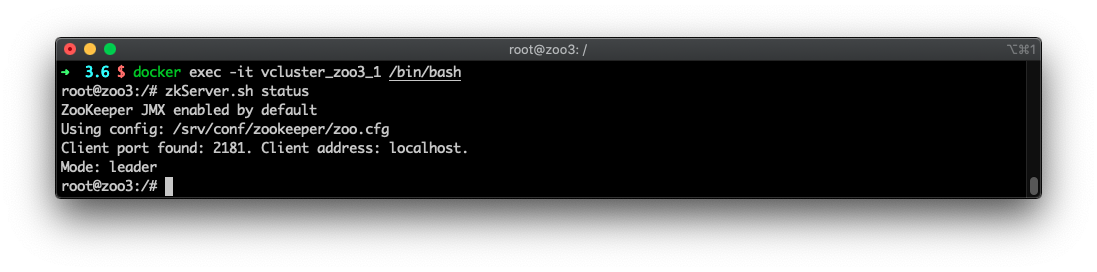 root@zoo3: /
⌥⌘1
➜ 3.6 $ docker exec -it vcluster_zoo3_1 /bin/bash
root@zoo3:/# zkServer.sh status
ZooKeeper JMX enabled by default
Using config: /srv/conf/zookeeper/zoo.cfg
Client port found: 2181. Client address: localhost.
Mode: leader
root@zoo3:/#